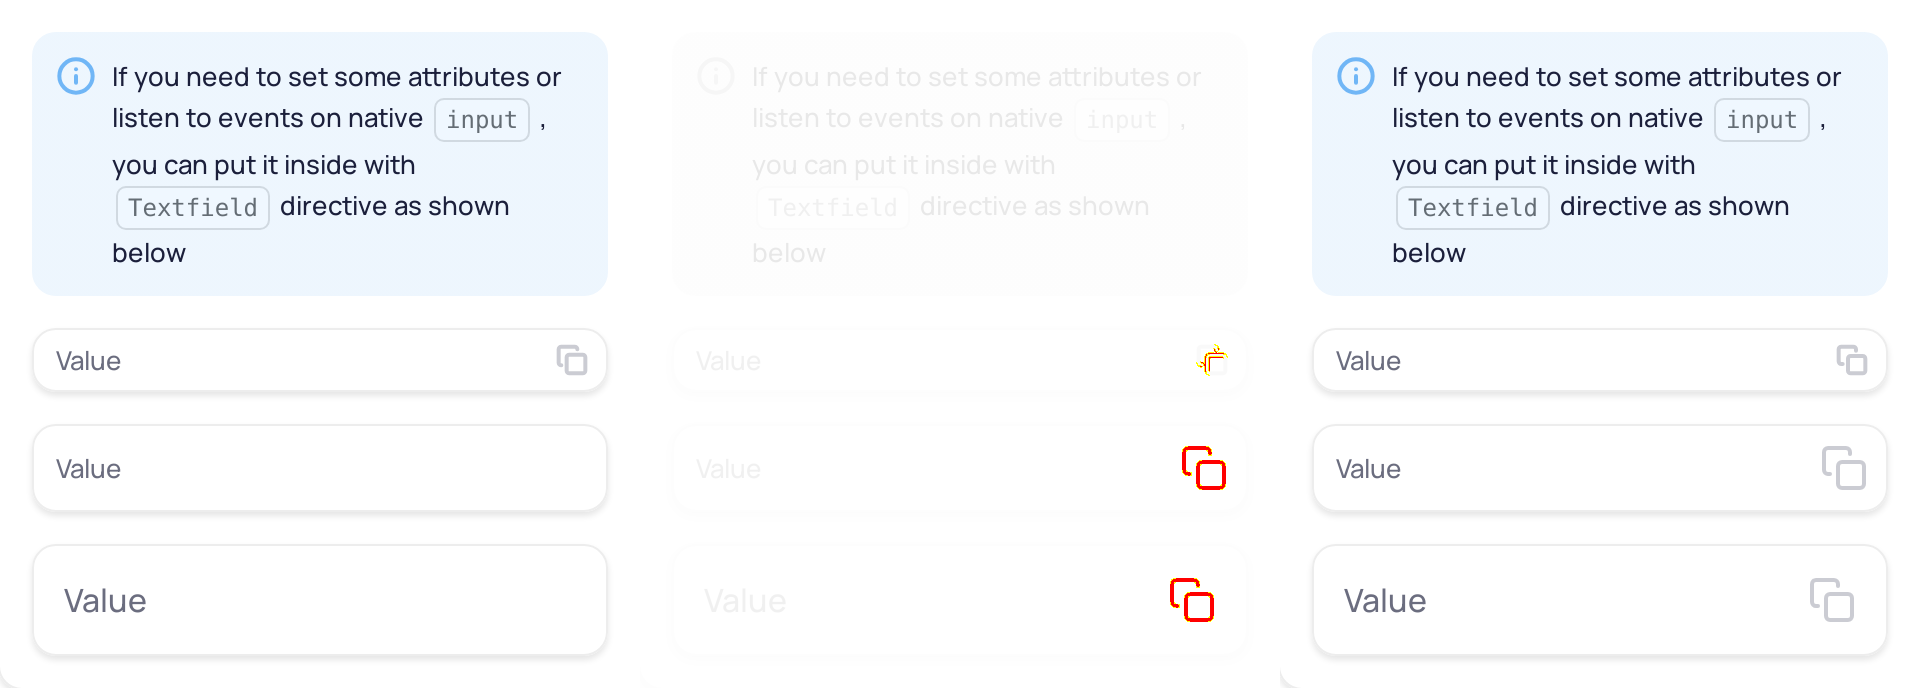 If you need to set some attributes or
listen to events on native input ,
you can put it inside with
Textfield directive as shown
below
Value
Value
Value
If you need to set some attributes or
listen to events on native input ,
you can put it inside with
Textfield directive as shown
below
Value
Value
Value
If you need to set some attributes or
listen to events on native input ,
you can put it inside with
Textfield directive as shown
below
Value
Value
Value